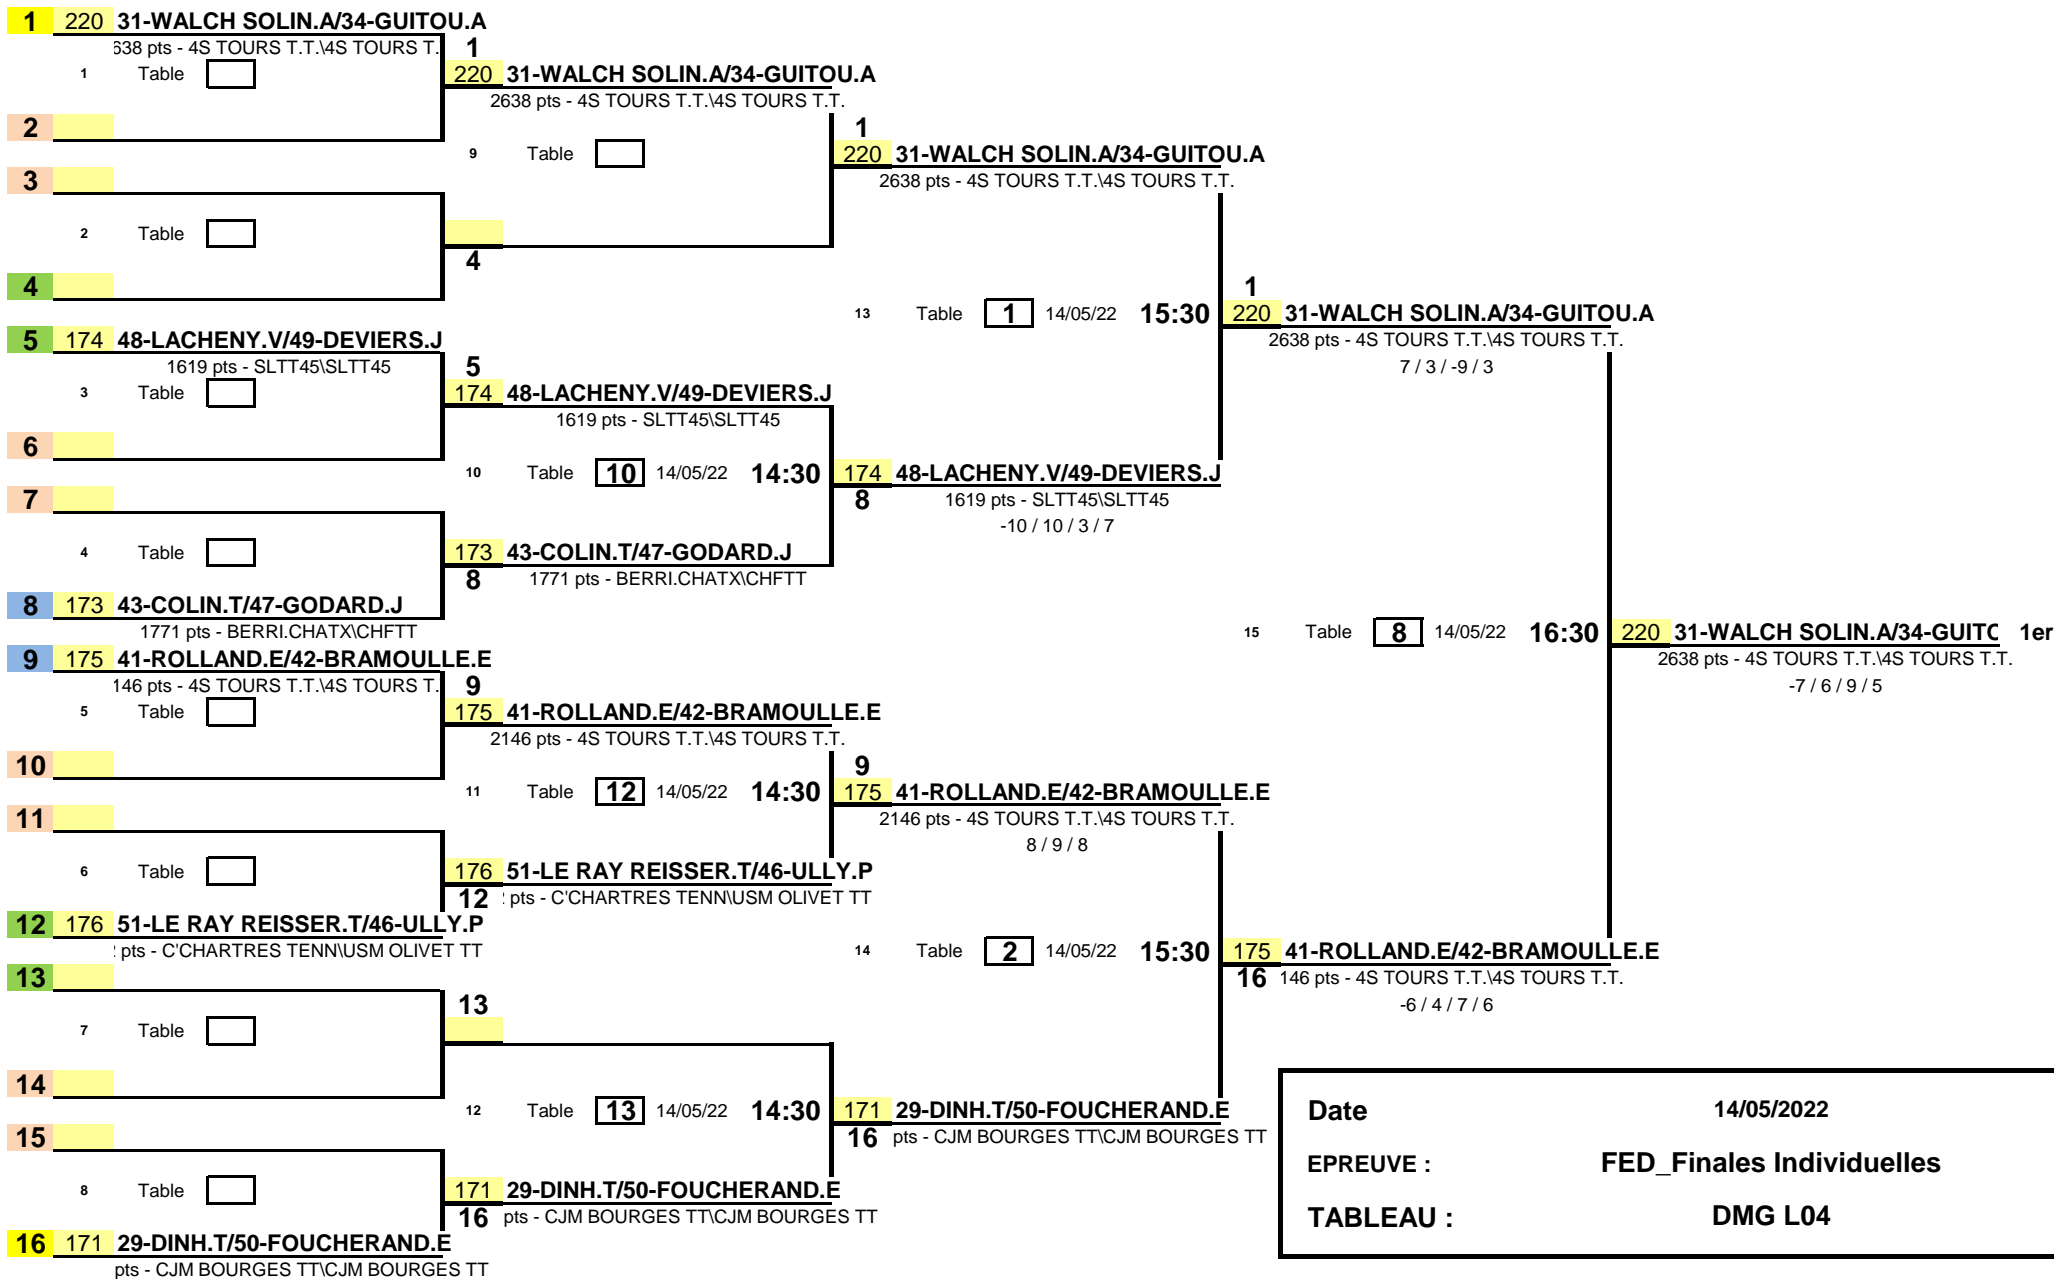 1 220 31-WALCH SOLIN.A/34-GUITOU.A
638 pts - 4S TOURS T.T.\4S TOURS T. 1
1 Table 220 31-WALCH SOLIN.A/34-GUITOU.A
2638 pts - 4S TOURS T.T.\4S TOURS T.T.
2 1
9 Table 220 31-WALCH SOLIN.A/34-GUITOU.A
3 2638 pts - 4S TOURS T.T.\4S TOURS T.T.
2 Table
4
4 1
13 Table 1 14/05/22 15:30 220 31-WALCH SOLIN.A/34-GUITOU.A
5 174 48-LACHENY.V/49-DEVIERS.J 2638 pts - 4S TOURS T.T.\4S TOURS T.T.
1619 pts - SLTT45\SLTT45 5 7 / 3 / -9 / 3
3 Table 174 48-LACHENY.V/49-DEVIERS.J
1619 pts - SLTT45\SLTT45
6
10 Table 10 14/05/22 14:30 174 48-LACHENY.V/49-DEVIERS.J
7 8 1619 pts - SLTT45\SLTT45
-10 / 10 / 3 / 7
4 Table 173 43-COLIN.T/47-GODARD.J
8 1771 pts - BERRI.CHATX\CHFTT
8 173 43-COLIN.T/47-GODARD.J
1771 pts - BERRI.CHATX\CHFTT 15 Table 8 14/05/22 16:30 220 31-WALCH SOLIN.A/34-GUITC 1er
9 175 41-ROLLAND.E/42-BRAMOULLE.E 2638 pts - 4S TOURS T.T.\4S TOURS T.T.
146 pts - 4S TOURS T.T.\4S TOURS T. 9 -7 / 6 / 9 / 5
5 Table 175 41-ROLLAND.E/42-BRAMOULLE.E
2146 pts - 4S TOURS T.T.\4S TOURS T.T.
10 9
11 Table 12 14/05/22 14:30 175 41-ROLLAND.E/42-BRAMOULLE.E
11 2146 pts - 4S TOURS T.T.\4S TOURS T.T.
8 / 9 / 8
6 Table 176 51-LE RAY REISSER.T/46-ULLY.P
12 pts - C'CHARTRES TENN\USM OLIVET TT
12 176 51-LE RAY REISSER.T/46-ULLY.P
pts - C'CHARTRES TENN\USM OLIVET TT 14 Table 2 14/05/22 15:30 175 41-ROLLAND.E/42-BRAMOULLE.E
13 16 146 pts - 4S TOURS T.T.\4S TOURS T.T.
13 -6 / 4 / 7 / 6
7 Table
14
12 Table 13 14/05/22 14:30 171 29-DINH.T/50-FOUCHERAND.E
15 16 pts - CJM BOURGES TT\CJM BOURGES TT
8 Table 171 29-DINH.T/50-FOUCHERAND.E
16 pts - CJM BOURGES TT\CJM BOURGES TT
16 171 29-DINH.T/50-FOUCHERAND.E
pts - CJM BOURGES TT\CJM BOURGES TT
Date 14/05/2022
EPREUVE : FED_Finales Individuelles
TABLEAU : DMG L04